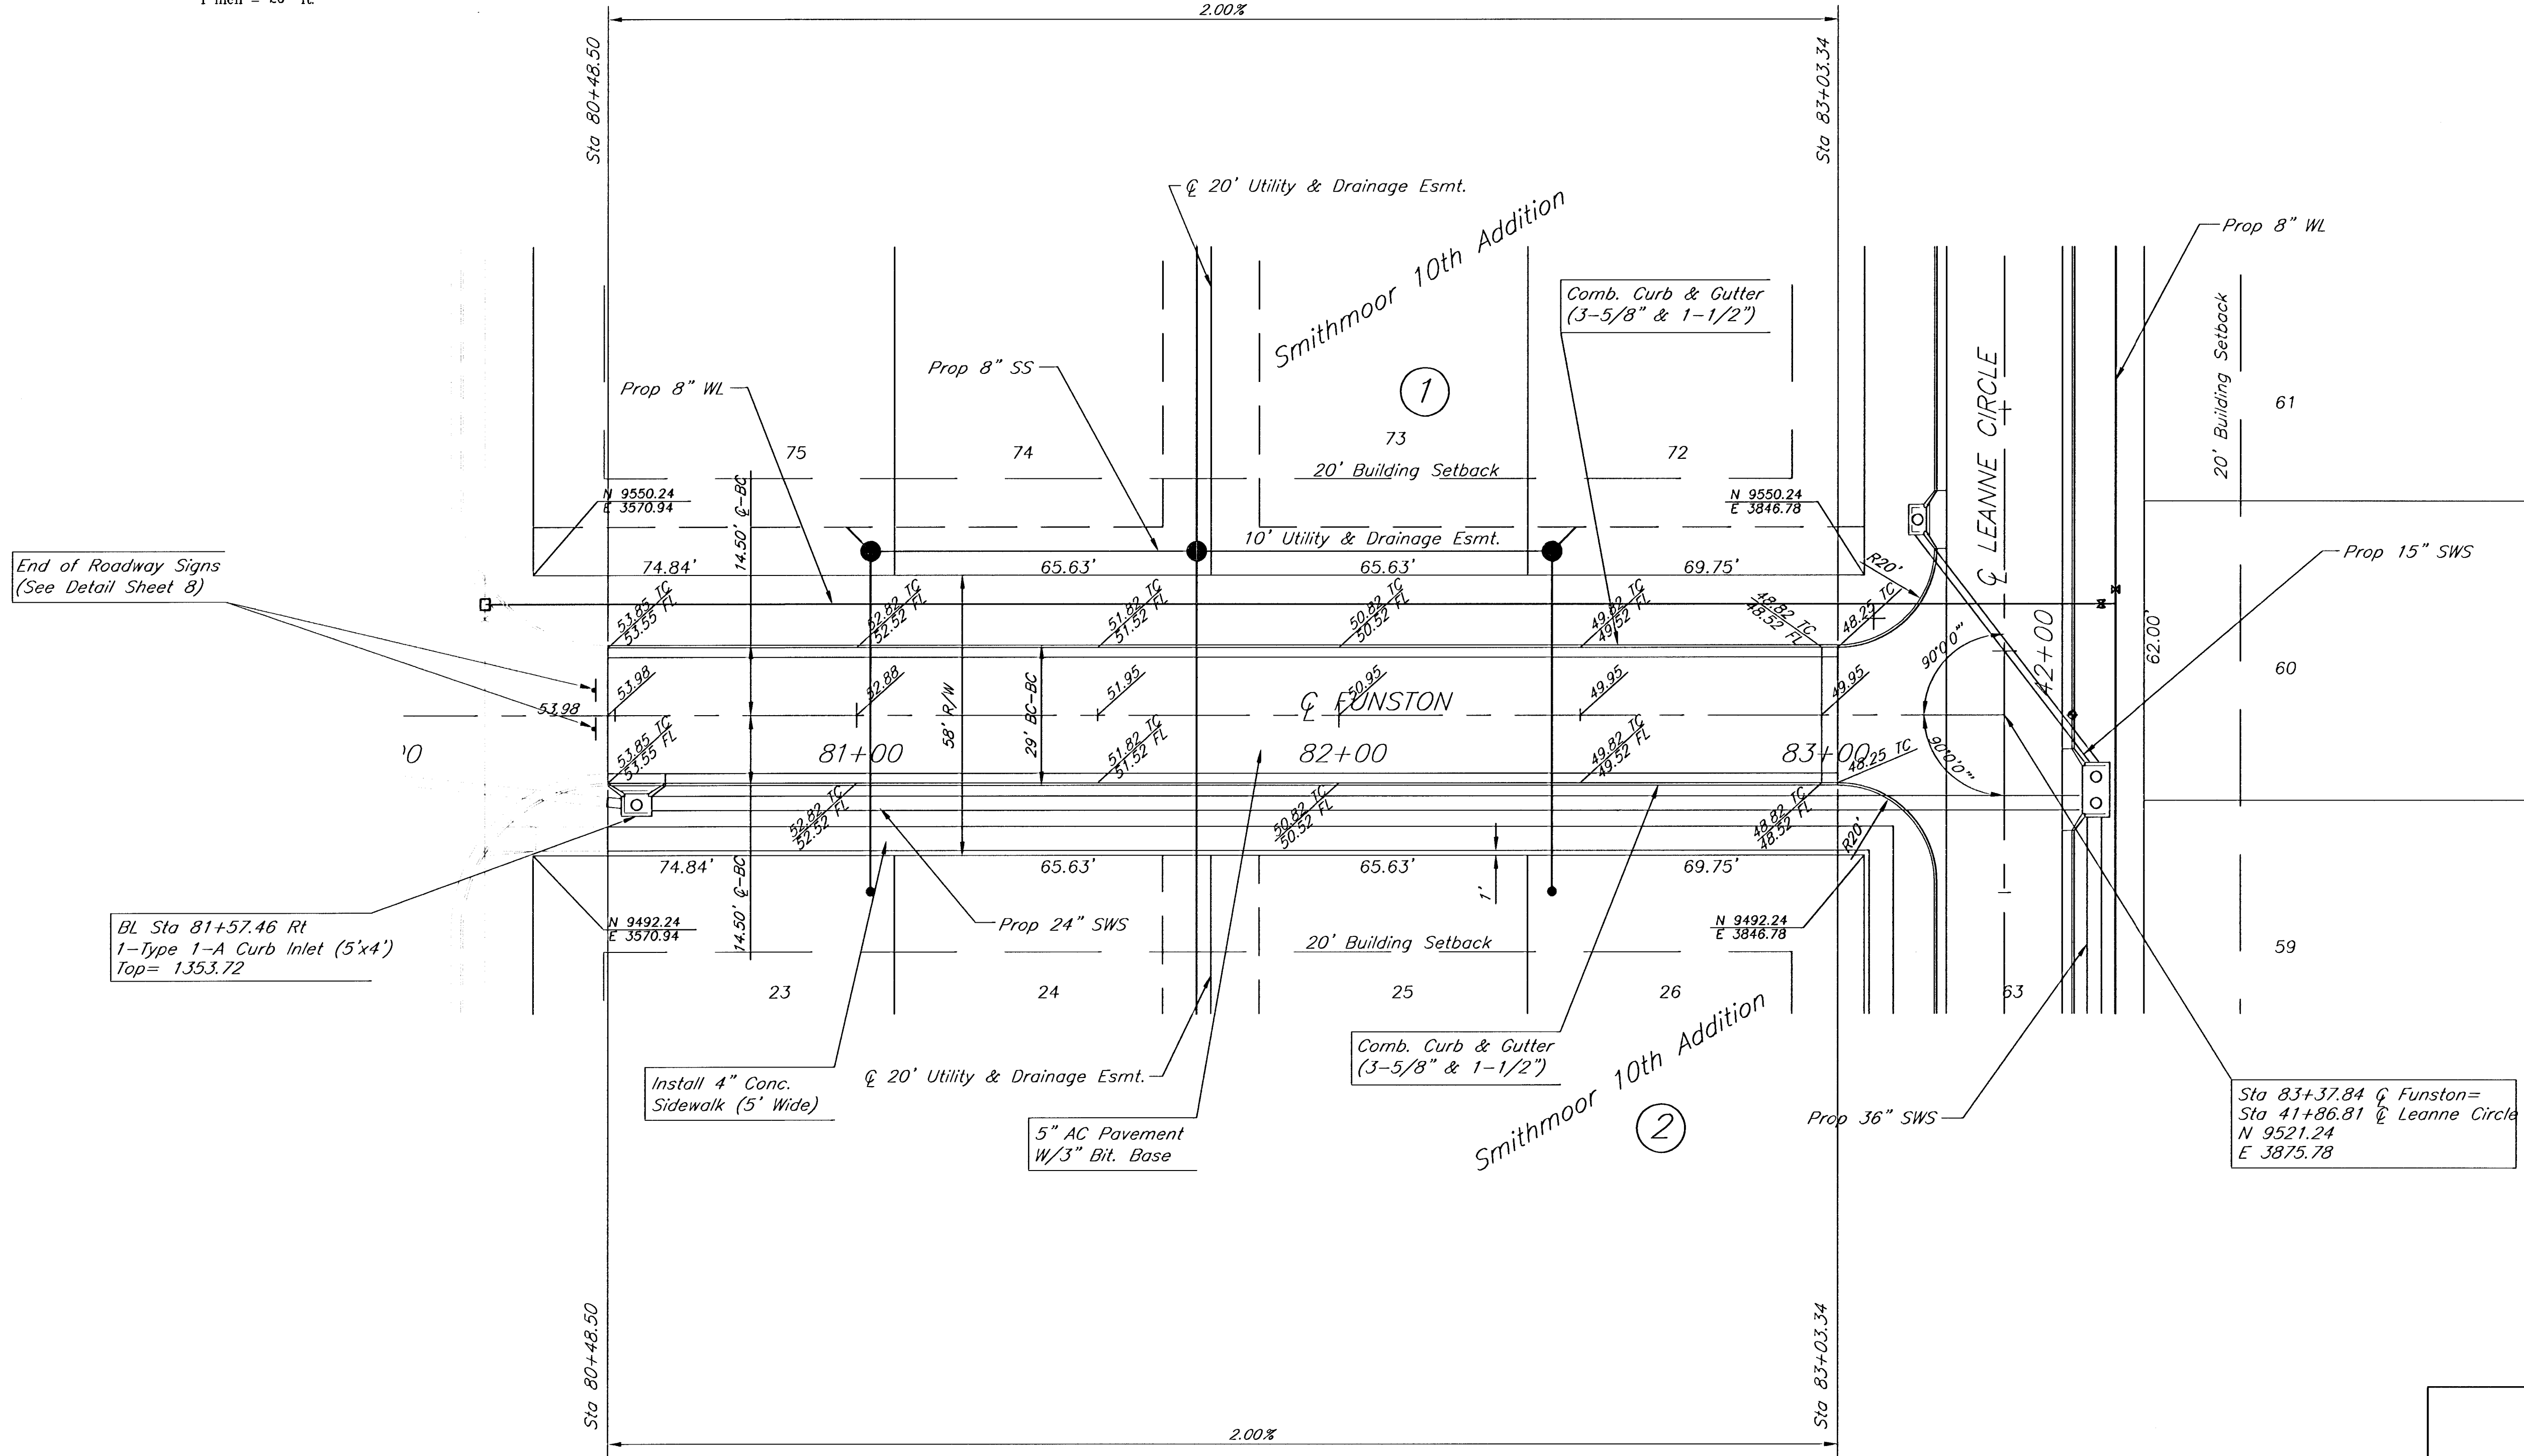 1 inch = 20 ft.
2.00%
Sta 80+48.50
Sta 83+03.34
℄ 20' Utility & Drainage Esmt.
Smithmoor 10th Addition
1
Prop 8" WL
Comb. Curb & Gutter
(3-5/8" & 1-1/2")
20' Building Setback
℄ LEANNE CIRCLE
61
Prop 8" SS
Prop 8" WL
75
74
73
72
20' Building Setback
N 9550.24
E 3570.94
14.50' ℄-BC
N 9550.24
E 3846.78
10' Utility & Drainage Esmt.
Prop 15" SWS
End of Roadway Signs
(See Detail Sheet 8)
74.84'
65.63'
65.63'
69.75'
R20'
53.85 TC
53.55 FL
52.82 TC
52.52 FL
51.82 TC
51.52 FL
50.82 TC
50.52 FL
49.82 TC
49.52 FL
48.82 TC
48.52 FL
48.25 TC
90°0'0"
42+00
62.00'
60
53.98
53.98
52.88
51.95
50.95
49.95
49.95
58' R/W
29' BC-BC
℄ FUNSTON
53.85 TC
53.55 FL
51.82 TC
51.52 FL
49.82 TC
49.52 FL
48.25 TC
90°0'0"
81+00
82+00
83+00
52.82 TC
52.52 FL
50.82 TC
50.52 FL
48.82 TC
48.52 FL
R20'
74.84'
65.63'
65.63'
69.75'
14.50' ℄-BC
1'
BL Sta 81+57.46 Rt
1-Type 1-A Curb Inlet (5'x4')
Top= 1353.72
N 9492.24
E 3570.94
Prop 24" SWS
20' Building Setback
N 9492.24
E 3846.78
59
23
24
25
26
63
Install 4" Conc.
Sidewalk (5' Wide)
℄ 20' Utility & Drainage Esmt.
5" AC Pavement
W/3" Bit. Base
Comb. Curb & Gutter
(3-5/8" & 1-1/2")
Smithmoor 10th Addition
2
Prop 36" SWS
Sta 83+37.84 ℄ Funston=
Sta 41+86.81 ℄ Leanne Circle
N 9521.24
E 3875.78
Sta 80+48.50
Sta 83+03.34
2.00%